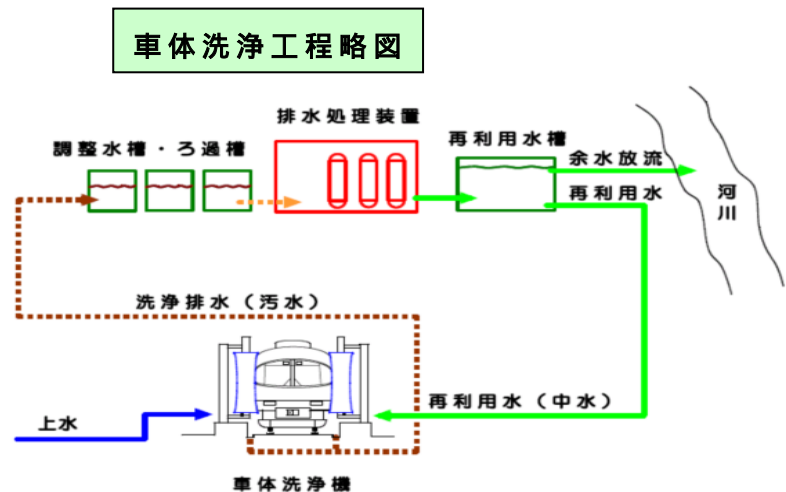 車体洗浄工程略図
排水処理装置
調整水槽・ろ過槽
再利用水槽
余水放流
再利用水
河川
洗浄排水（汚水）
再利用水（中水）
上水
車体洗浄機